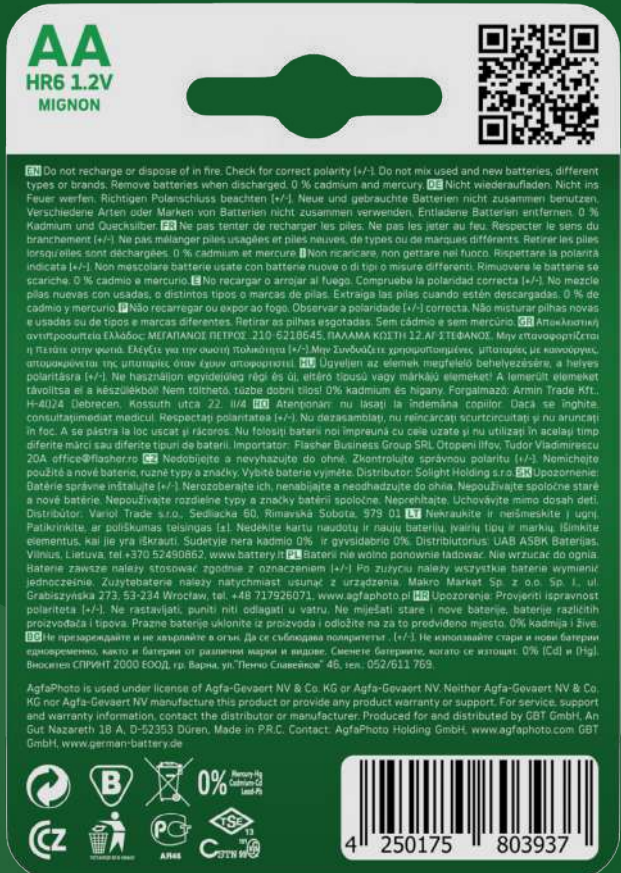 AA
HR6 1.2V
MIGNON
EN Do not recharge or dispose of in fire. Check for correct polarity (+/-). Do not mix used and new batteries, different
types or brands. Remove batteries when discharged. 0 % cadmium and mercury. DE Nicht wiederaufladen. Nicht ins
Feuer werfen. Richtigen Polanschluss beachten (+/-). Neue und gebrauchte Batterien nicht zusammen benutzen.
Verschiedene Arten oder Marken von Batterien nicht zusammen verwenden. Entladene Batterien entfernen. 0 %
Kadmium und Quecksilber. FR Ne pas tenter de recharger les piles. Ne pas les jeter au feu. Respecter le sens du
branchement (+/-). Ne pas mélanger piles usagées et piles neuves, de types ou de marques différents. Retirer les piles
lorsqu'elles sont déchargées. 0 % cadmium et mercure. I Non ricaricare, non gettare nel fuoco. Rispettare la polarità
indicata (+/-). Non mescolare batterie usate con batterie nuove o di tipi o misure differenti. Rimuovere le batterie se
scariche. 0 % cadmio e mercurio. E No recargar o arrojar al fuego. Compruebe la polaridad correcta (+/-). No mezcle
pilas nuevas con usadas, o distintos tipos o marcas de pilas. Extraiga las pilas cuando estén descargadas. 0 % de
cadmio y mercurio. P Não recarregar ou expor ao fogo. Observar a polaridade (+/-) correcta. Não misturar pilhas novas
e usadas ou de tipos e marcas diferentes. Retirar as pilhas esgotadas. Sem cádmio e sem mercúrio. GR Αποκλειστική
αντιπροσωπεία Ελλάδος: ΜΕΓΑΠΑΝΟΣ ΠΕΤΡΟΣ .210-6218645, ΠΑΛΑΜΑ ΚΩΣΤΗ 12.ΑΓ·ΣΤΕΦΑΝΟΣ. Μην επαναφορτίζεται
η πετάτε στην φωτιά. Ελέγξτε για την σωστή πολικότητα (+/-).Μην Συνδυάζετε χρησιμοποιημένες μπαταρίες με καινούργιες,
απομακρύνεται της μπαταρίες όταν έχουν αποφορτιστεί. HU Ügyeljen az elemek megfelelő behelyezésére, a helyes
polaritásra (+/-). Ne használjon egyidejűleg régi és új, eltérő típusú vagy márkájú elemeket! A lemerült elemeket
távolítsa el a készülékből! Nem tölthető, tűzbe dobni tilos! 0% kadmium és higany. Forgalmazó: Armin Trade Kft.,
H-4024 Debrecen, Kossuth utca 22. II/4 RO Atenţionari: nu lasaţi la îndemâna copiilor. Dacă se înghite,
consultaţimediat medicul. Respectaţi polaritatea (+/-). Nu dezasamblaţi, nu reîncărcaţi scurtcircuitaţi şi nu aruncaţi
în foc. A se păstra la loc uscat şi răcoros. Nu folosiţi baterii noi impreună cu cele uzate şi nu utilizaţi în acelaşi timp
diferite mărci sau diferite tipuri de baterii. Importator: Flasher Business Group SRL Otopeni Ilfov, Tudor Vladimirescu
20A office@flasher.ro CZ Nedobíjejte a nevyhazujte do ohně. Zkontrolujte správnou polaritu (+/-). Nemíchejte
použité a nové baterie, ruzné typy a značky. Vybité baterie vyjměte. Distributor: Solight Holding s.r.o. SK Upozornenie:
Batérie správne inštalujte (+/-). Nerozoberajte ich, nenabíjajte a neodhadzujte do ohňa. Nepoužívajte spoločne staré
a nové batérie. Nepoužívajte rozdielne typy a značky batérií spoločne. Neprehĺtajte. Uchovávjte mimo dosah detí.
Distribútor: Variol Trade s.r.o., Sedliacka 60, Rimavská Sobota, 979 01 LT Nekraukite ir neišmeskite į ugnį.
Patikrinkite, ar poliškumas teisingas (±). Nedėkite kartu naudotų ir naujų baterijų, įvairių tipų ir markių. Išimkite
elementus, kai jie yra iškrauti. Sudetyje nera kadmio 0% ir gyvsidabrio 0%. Distributorius: UAB ASBK Baterijas,
Vilnius, Lietuva, tel.+370 52490862, www.battery.lt PL Baterii nie wolno ponownie ładować. Nie wrzucać do ognia.
Baterie zawsze należy stosować zgodnie z oznaczeniem (+/-) Po zużyciu należy wszystkie baterie wymienić
jednocześnie. Zużytebaterie należy natychmiast usunąć z urządzenia. Makro Market Sp. z o.o. Sp. J., ul.
Grabiszyńska 273, 53-234 Wrocław, tel. +48 717926071, www.agfaphoto.pl HR Upozorenje: Provjeriti ispravnost
polariteta (+/-). Ne rastavljati, puniti niti odlagati u vatru. Ne miješati stare i nove baterije, baterije različitih
proizvođača i tipova. Prazne baterije uklonite iz proizvoda i odložite na za to predviđeno mjesto. 0% kadmija i žive.
BG Не презареждайте и не хвърляйте в огън. Да се съблюдава поляритетът . (+/-). Не използвайте стари и нови батерии
едновременно, както и батерии от различни марки и видове. Сменете батериите, когато се изтощят. 0% (Cd) и (Hg).
Вносител СПРИНТ 2000 ЕООД, гр. Варна, ул."Пенчо Славейков" 46, тел.: 052/611 769.
AgfaPhoto is used under license of Agfa-Gevaert NV & Co. KG or Agfa-Gevaert NV. Neither Agfa-Gevaert NV & Co.
KG nor Agfa-Gevaert NV manufacture this product or provide any product warranty or support. For service, support
and warranty information, contact the distributor or manufacturer. Produced for and distributed by GBT GmbH, An
Gut Nazareth 18 A, D-52353 Düren, Made in P.R.C. Contact: AgfaPhoto Holding GmbH, www.agfaphoto.com GBT
GmbH, www.german-battery.de
B
0% Mercury-Hg
Cadmium-Cd
Lead-Pb
CZ
PC
АЯ46
TSE
13
4 250175 803937